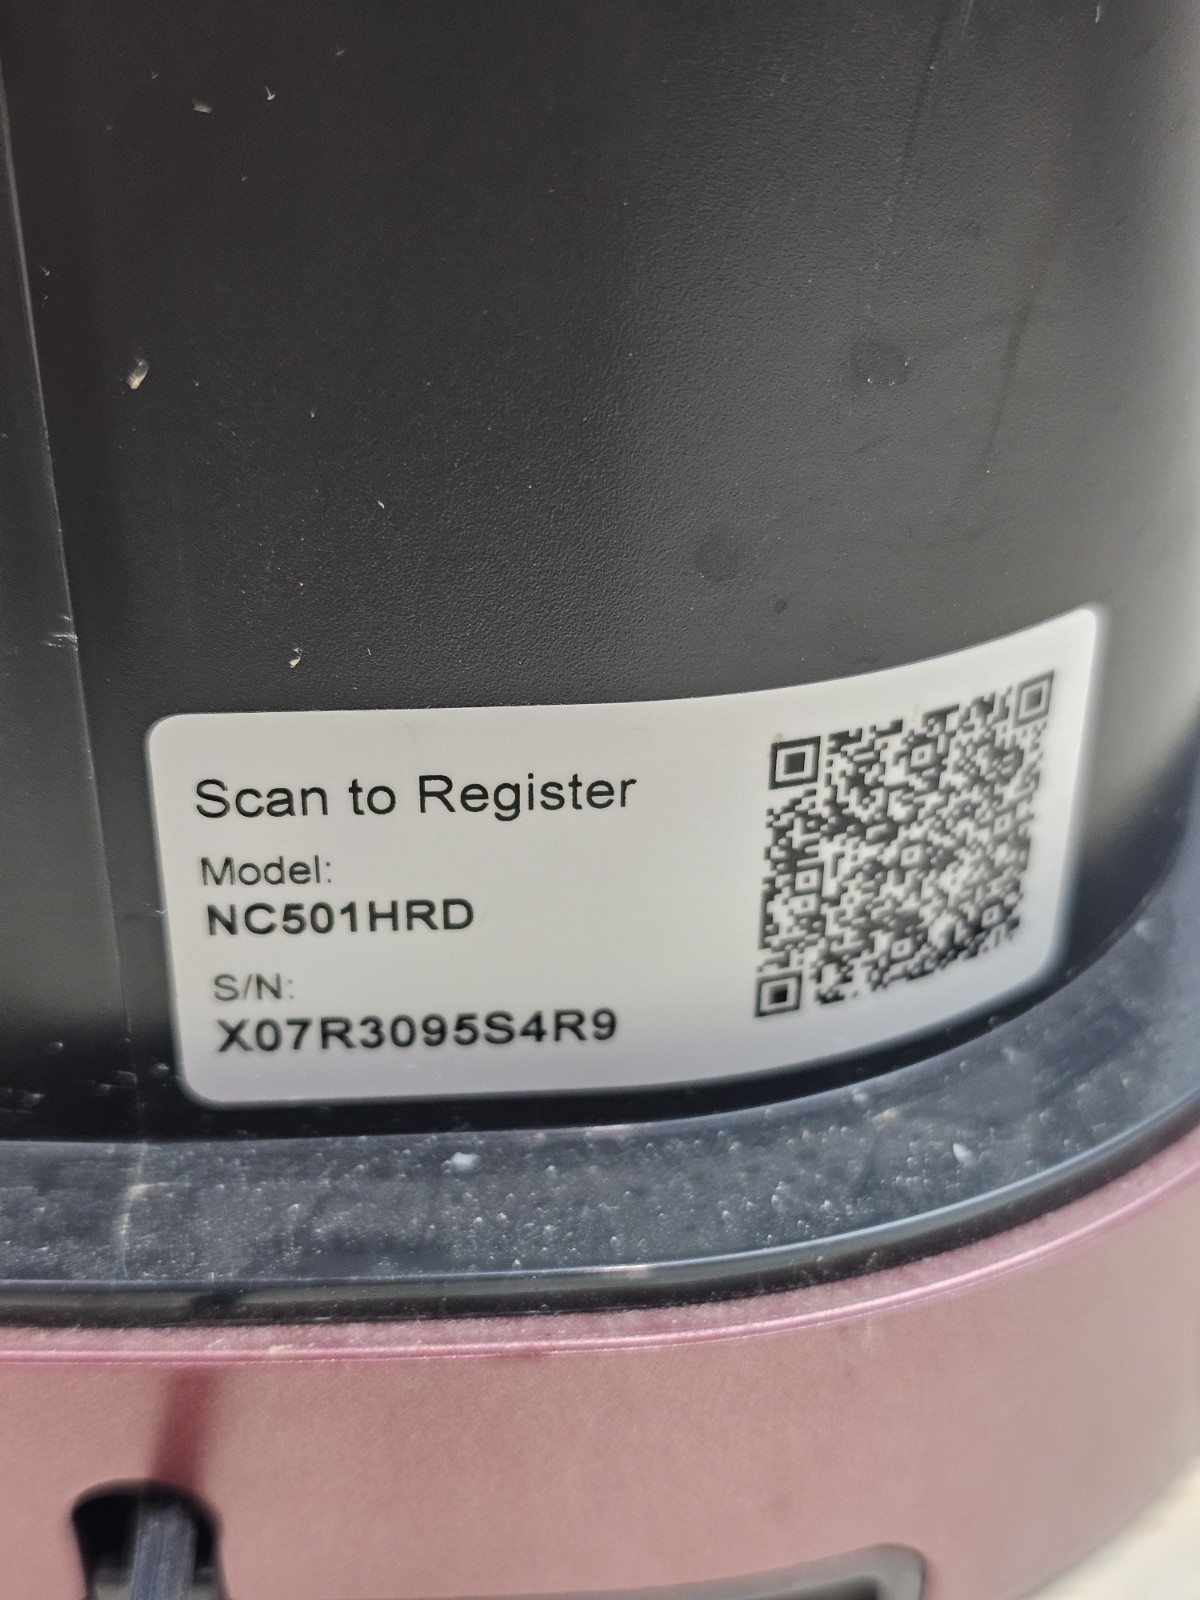 Scan to Register
Model:
NC501HRD
S/N:
X07R3095S4R9